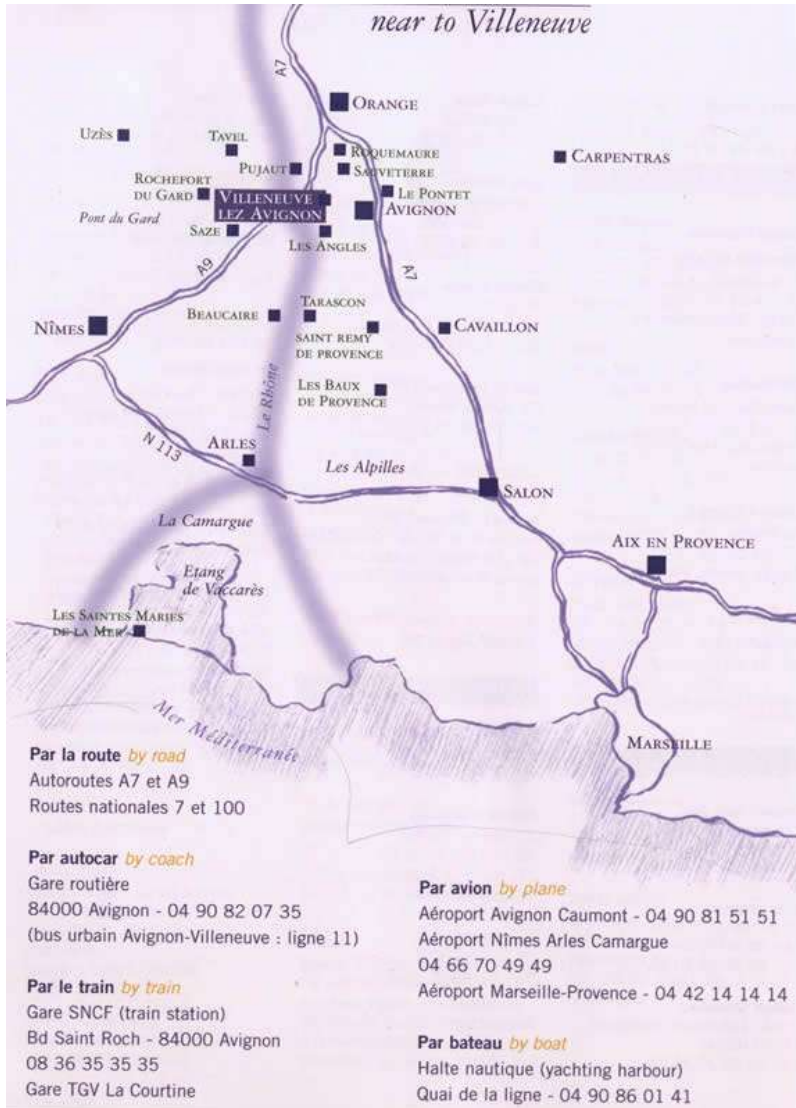 near to Villeneuve
A7
ORANGE
UZÈS
TAVEL
ROQUEMAURE
CARPENTRAS
PUJAUT
SAUVETERRE
ROCHEFORT
DU GARD
LE PONTET
VILLENEUVE
LEZ AVIGNON
AVIGNON
Pont du Gard
SAZE
LES ANGLES
A9
A7
BEAUCAIRE
TARASCON
NÎMES
CAVAILLON
SAINT REMY
DE PROVENCE
Le Rhône
LES BAUX
DE PROVENCE
N 113
ARLES
Les Alpilles
SALON
La Camargue
AIX EN PROVENCE
Etang
de Vaccarès
LES SAINTES MARIES
DE LA MER
Mer Méditerranée
MARSEILLE
Par la route by road
Autoroutes A7 et A9
Routes nationales 7 et 100
Par autocar by coach
Gare routière
84000 Avignon - 04 90 82 07 35
(bus urbain Avignon-Villeneuve : ligne 11)
Par le train by train
Gare SNCF (train station)
Bd Saint Roch - 84000 Avignon
08 36 35 35 35
Gare TGV La Courtine
Par avion by plane
Aéroport Avignon Caumont - 04 90 81 51 51
Aéroport Nîmes Arles Camargue
04 66 70 49 49
Aéroport Marseille-Provence - 04 42 14 14 14
Par bateau by boat
Halte nautique (yachting harbour)
Quai de la ligne - 04 90 86 01 41